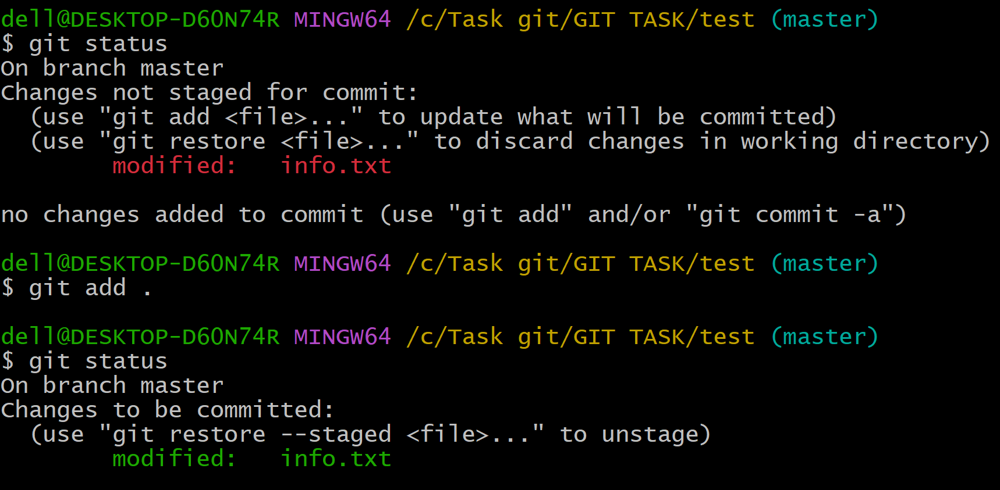 dell@DESKTOP-D60N74R MINGW64 /c/Task git/GIT TASK/test (master)
$ git status
On branch master
Changes not staged for commit:
  (use "git add <file>..." to update what will be committed)
  (use "git restore <file>..." to discard changes in working directory)
        modified:   info.txt

no changes added to commit (use "git add" and/or "git commit -a")

dell@DESKTOP-D60N74R MINGW64 /c/Task git/GIT TASK/test (master)
$ git add .

dell@DESKTOP-D60N74R MINGW64 /c/Task git/GIT TASK/test (master)
$ git status
On branch master
Changes to be committed:
  (use "git restore --staged <file>..." to unstage)
        modified:   info.txt